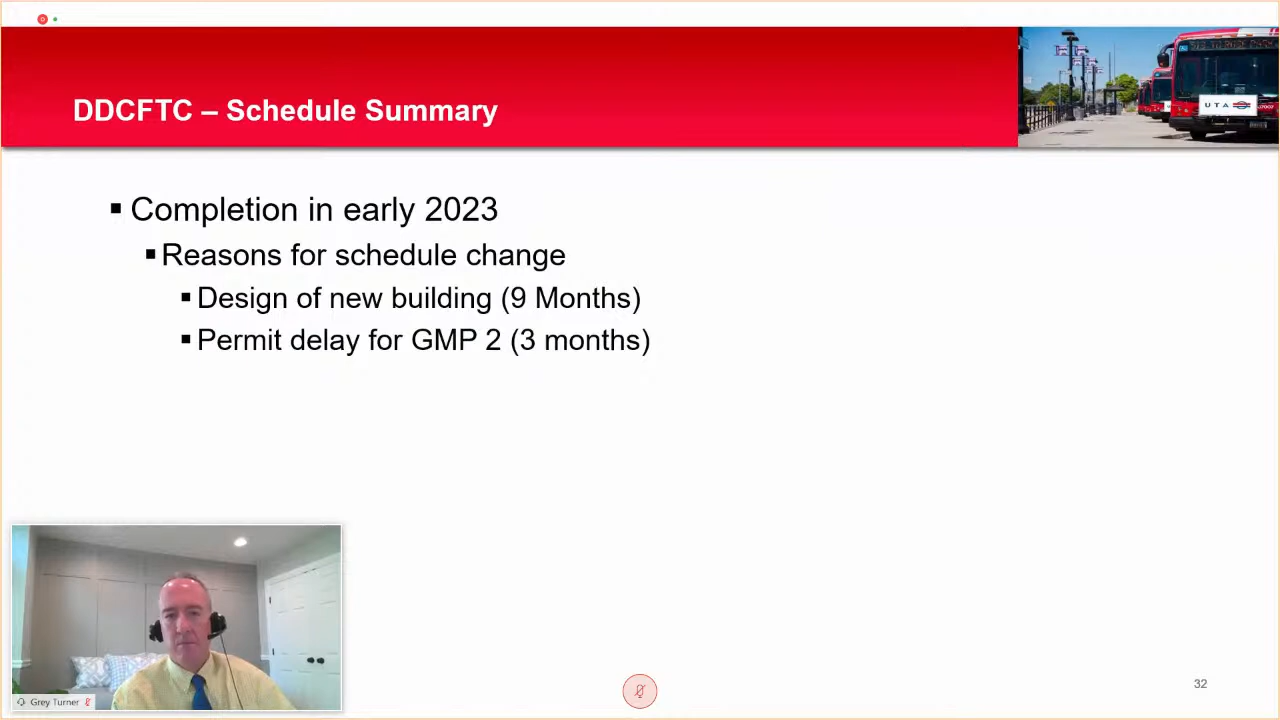 DDCFTC – Schedule Summary
U T A
Completion in early 2023
Reasons for schedule change
Design of new building (9 Months)
Permit delay for GMP 2 (3 months)
Grey Turner
32